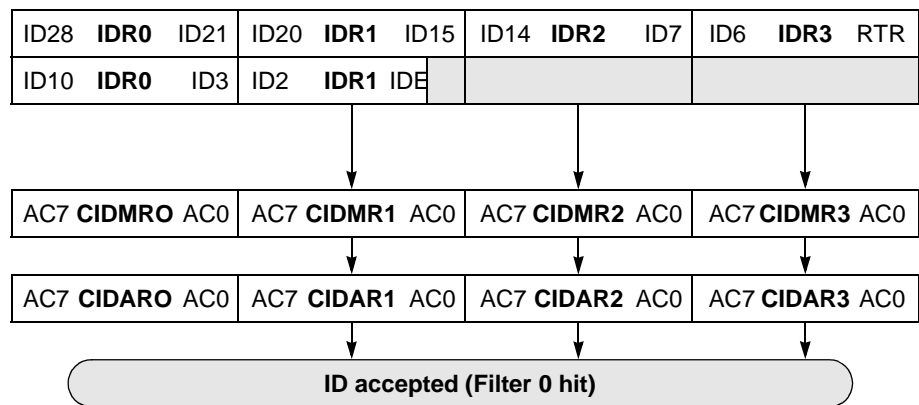 ID28 IDR0 ID21 ID20 IDR1 ID15 ID14 IDR2 ID7 ID6 IDR3 RTR
ID10 IDR0 ID3 ID2 IDR1 IDE
AC7 CIDMRO AC0 AC7 CIDMR1 AC0 AC7 CIDMR2 AC0 AC7 CIDMR3 AC0
AC7 CIDARO AC0 AC7 CIDAR1 AC0 AC7 CIDAR2 AC0 AC7 CIDAR3 AC0
ID accepted (Filter 0 hit)